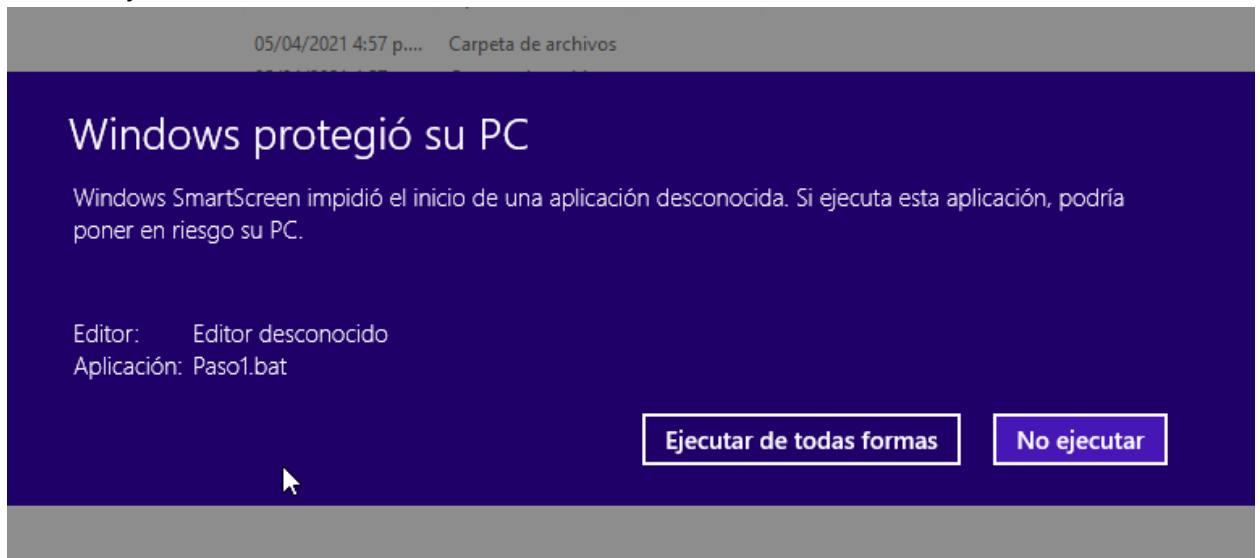 05/04/2021 4:57 p.... Carpeta de archivos
Windows protegió su PC
Windows SmartScreen impidió el inicio de una aplicación desconocida. Si ejecuta esta aplicación, podría
poner en riesgo su PC.
Editor: Editor desconocido
Aplicación: Paso1.bat
Ejecutar de todas formas No ejecutar